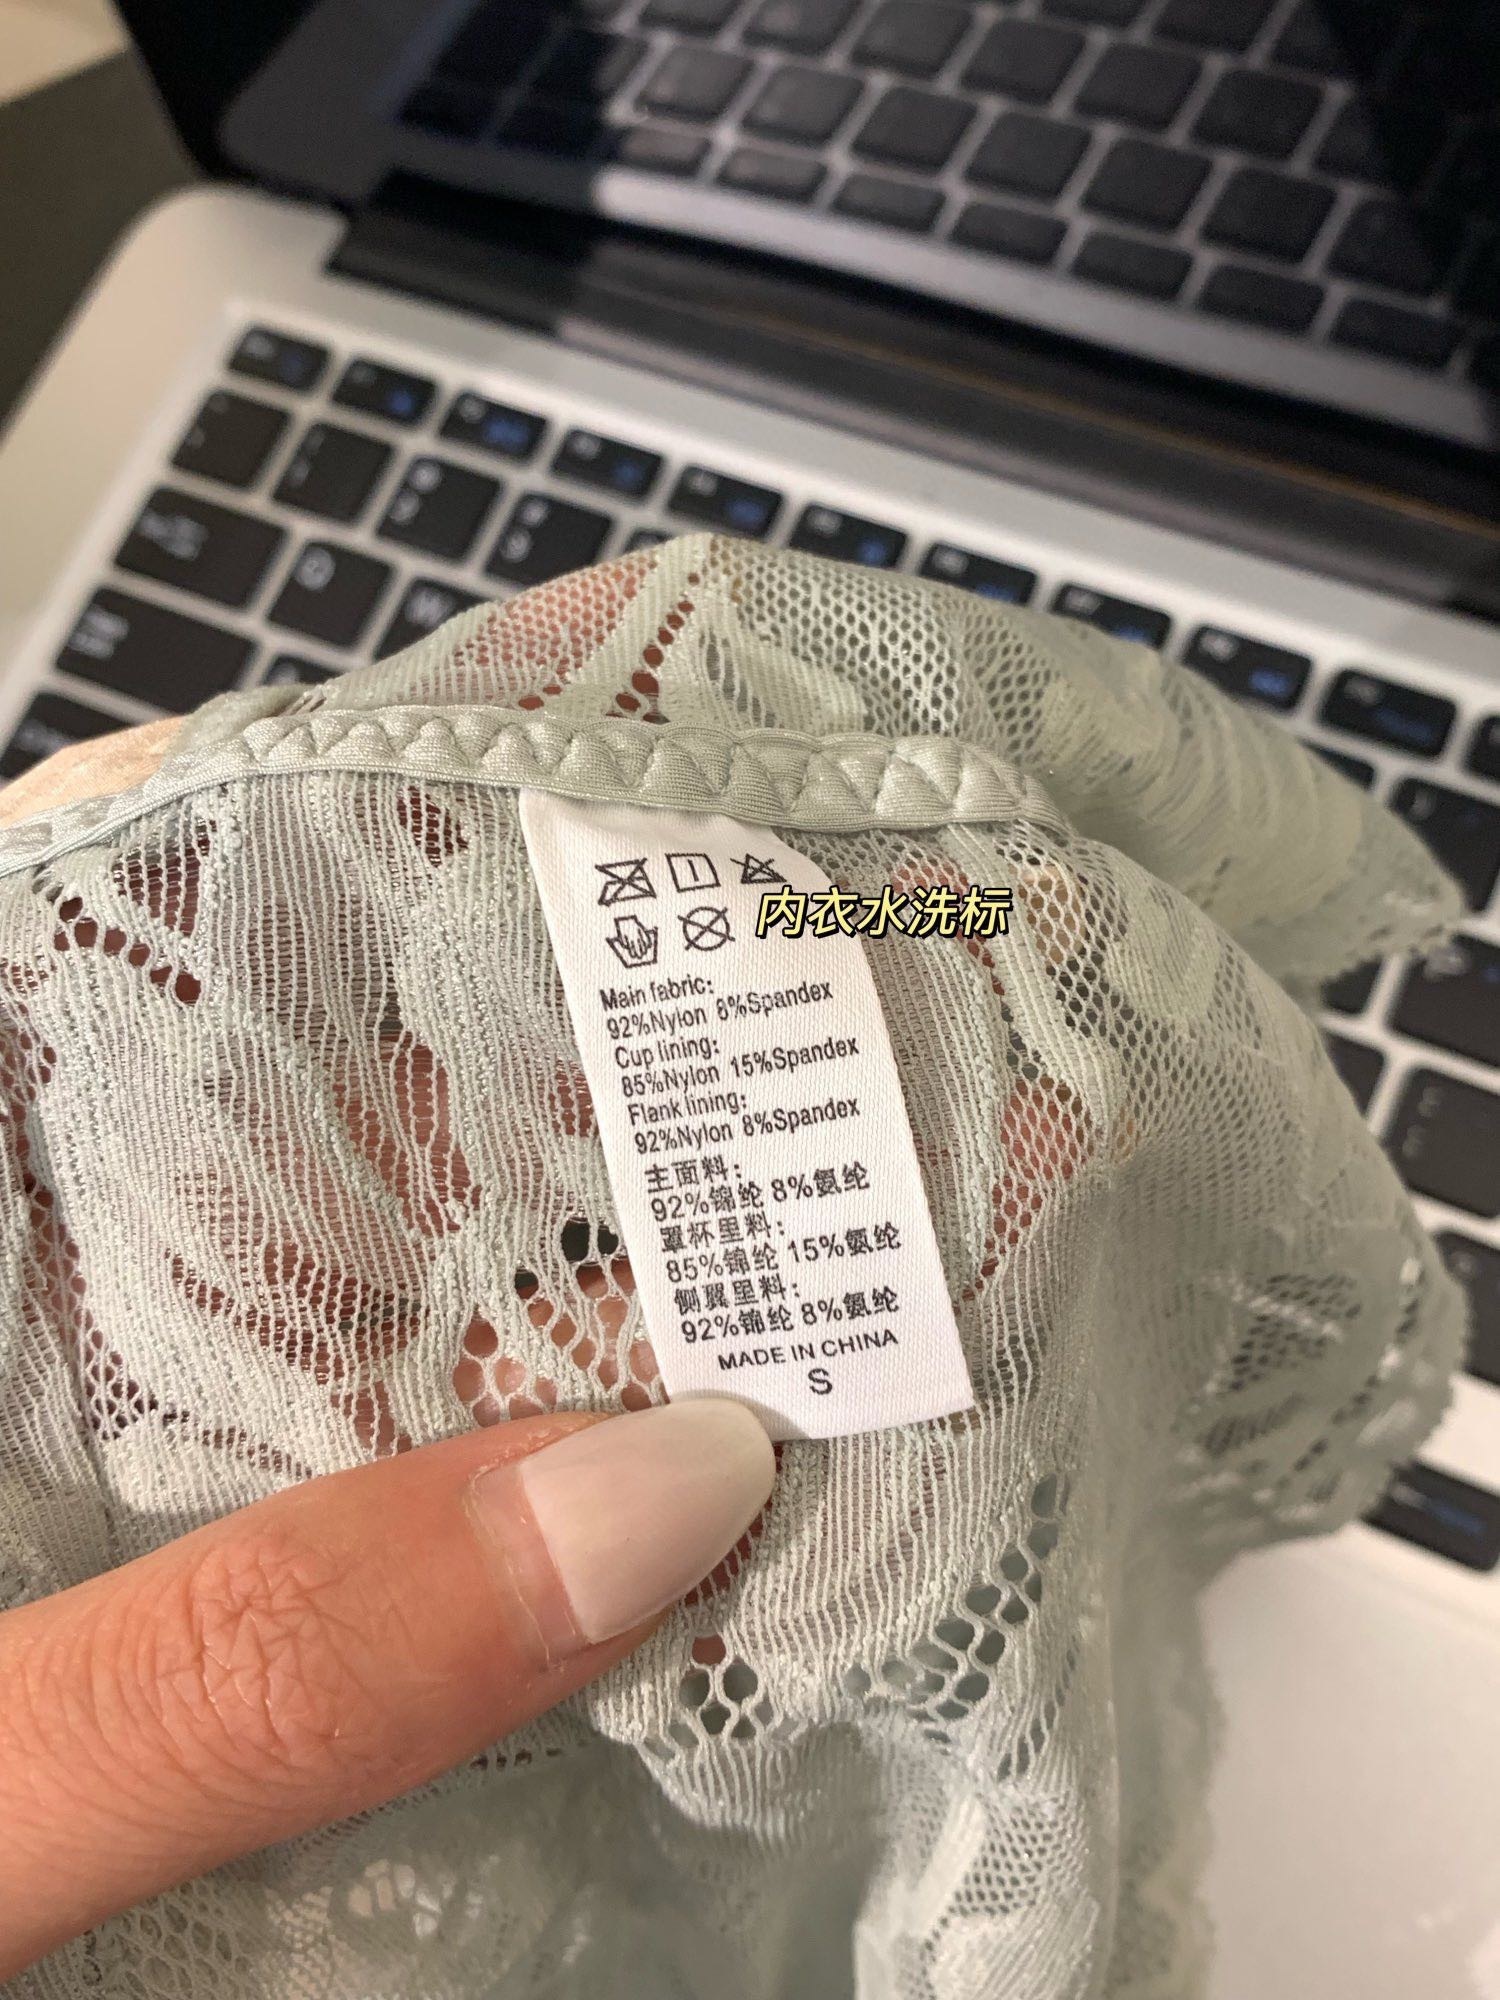 内衣水洗标
Main fabric:
92%Nylon 8%Spandex
Cup lining:
85%Nylon 15%Spandex
Flank lining:
92%Nylon 8%Spandex
主面料：
92%锦纶 8%氨纶
罩杯里料：
85%锦纶 15%氨纶
侧翼里料：
92%锦纶 8%氨纶
MADE IN CHINA
S
Q
W
2
3